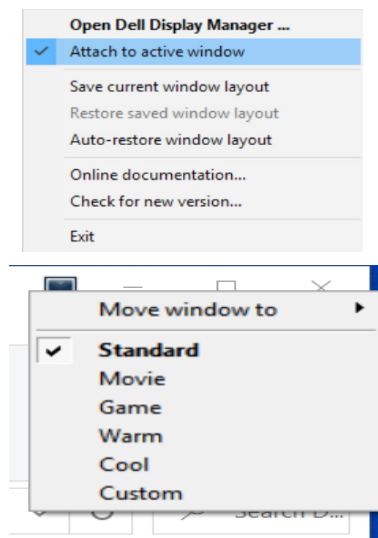 Open Dell Display Manager ...
Attach to active window
Save current window layout
Restore saved window layout
Auto-restore window layout
Online documentation...
Check for new version...
Exit
Move window to
Standard
Movie
Game
Warm
Cool
Custom
Search D...